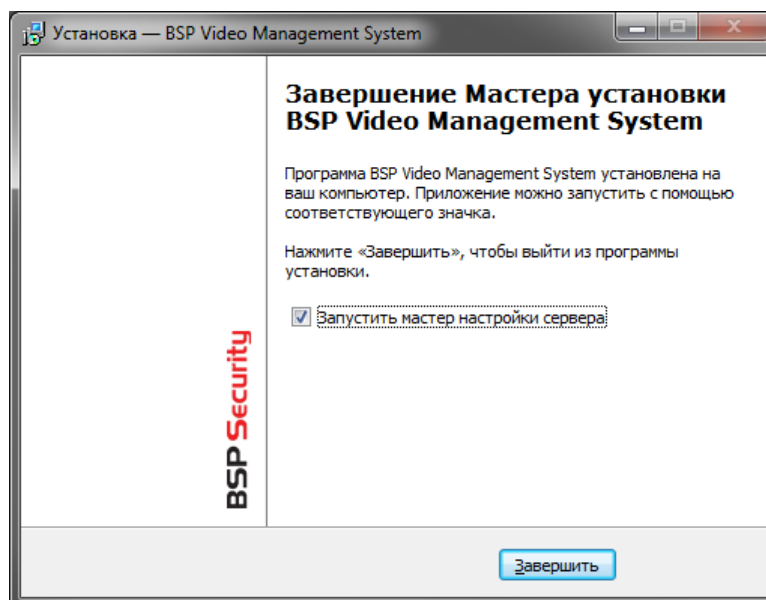 Установка — BSP Video Management System
Завершение Мастера установки
BSP Video Management System
Программа BSP Video Management System установлена на
ваш компьютер. Приложение можно запустить с помощью
соответствующего значка.
Нажмите «Завершить», чтобы выйти из программы
установки.
Запустить мастер настройки сервера
BSP Security
Завершить